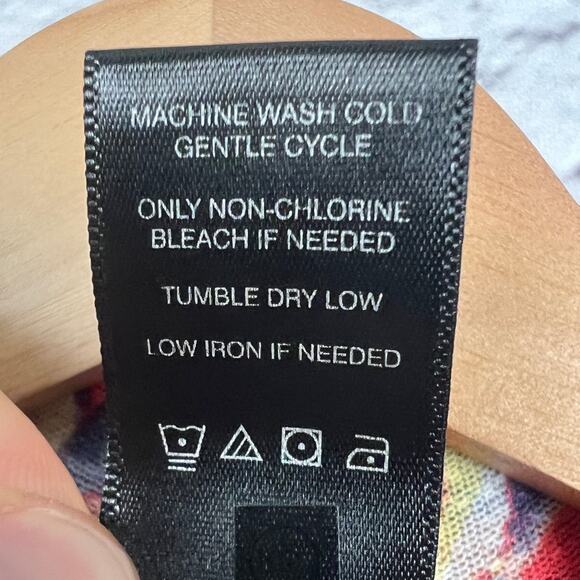 MACHINE WASH COLD
GENTLE CYCLE
ONLY NON-CHLORINE
BLEACH IF NEEDED
TUMBLE DRY LOW
LOW IRON IF NEEDED